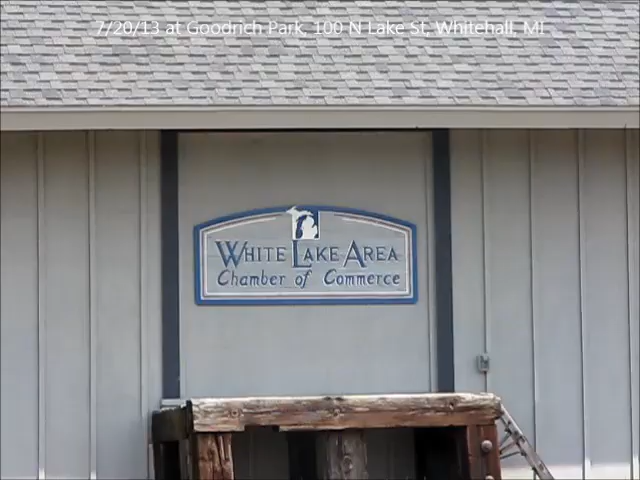 7/20/13 at Goodrich Park, 100 N Lake St, Whitehall, MI
WHITE LAKE AREA
Chamber of Commerce